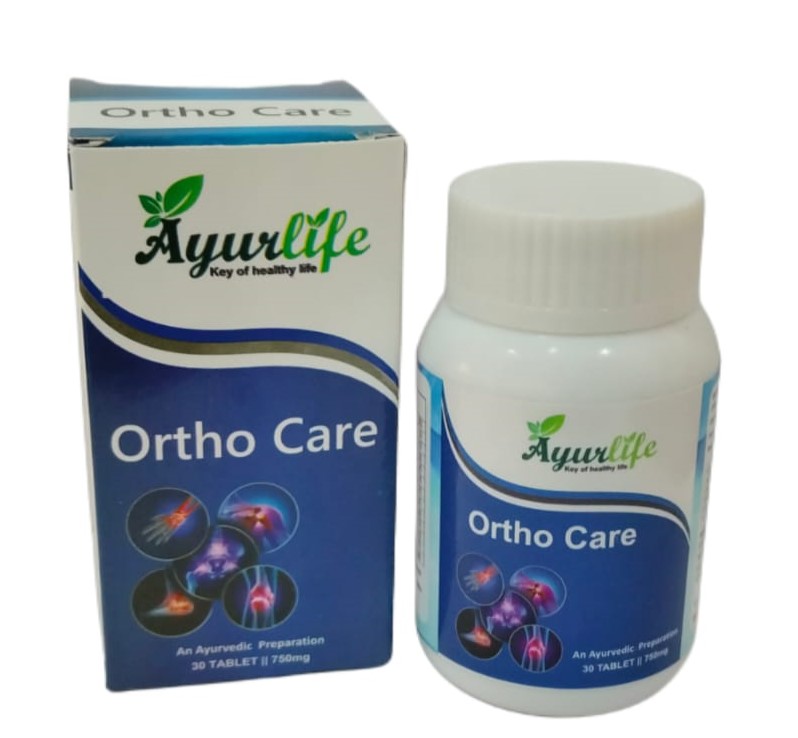 Ortho Care
Ayurlife
Key of healthy life
Ortho Care
An Ayurvedic Preparation
30 TABLET || 750mg
Ayurlife
Key of healthy life
Ortho Care
An Ayurvedic Preparation
30 TABLET || 750mg